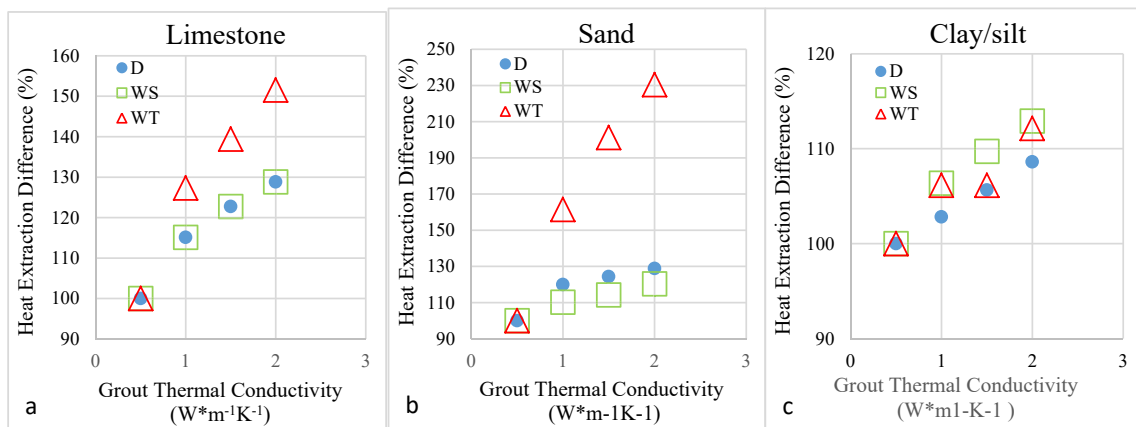 Limestone
Heat Extraction Difference (%)
160
150
140
130
120
110
100
90
D
WS
WT
0
1
2
3
Grout Thermal Conductivity
(W*m⁻¹K⁻¹)
a
Sand
Heat Extraction Difference (%)
250
230
210
190
170
150
130
110
90
D
WS
WT
0
1
2
3
Grout Thermal Conductivity
(W*m-1K-1)
b
Clay/silt
Heat Extraction Difference (%)
120
110
100
90
D
WS
WT
0
1
2
3
Grout Thermal Conductivity
(W*m1-K-1 )
c